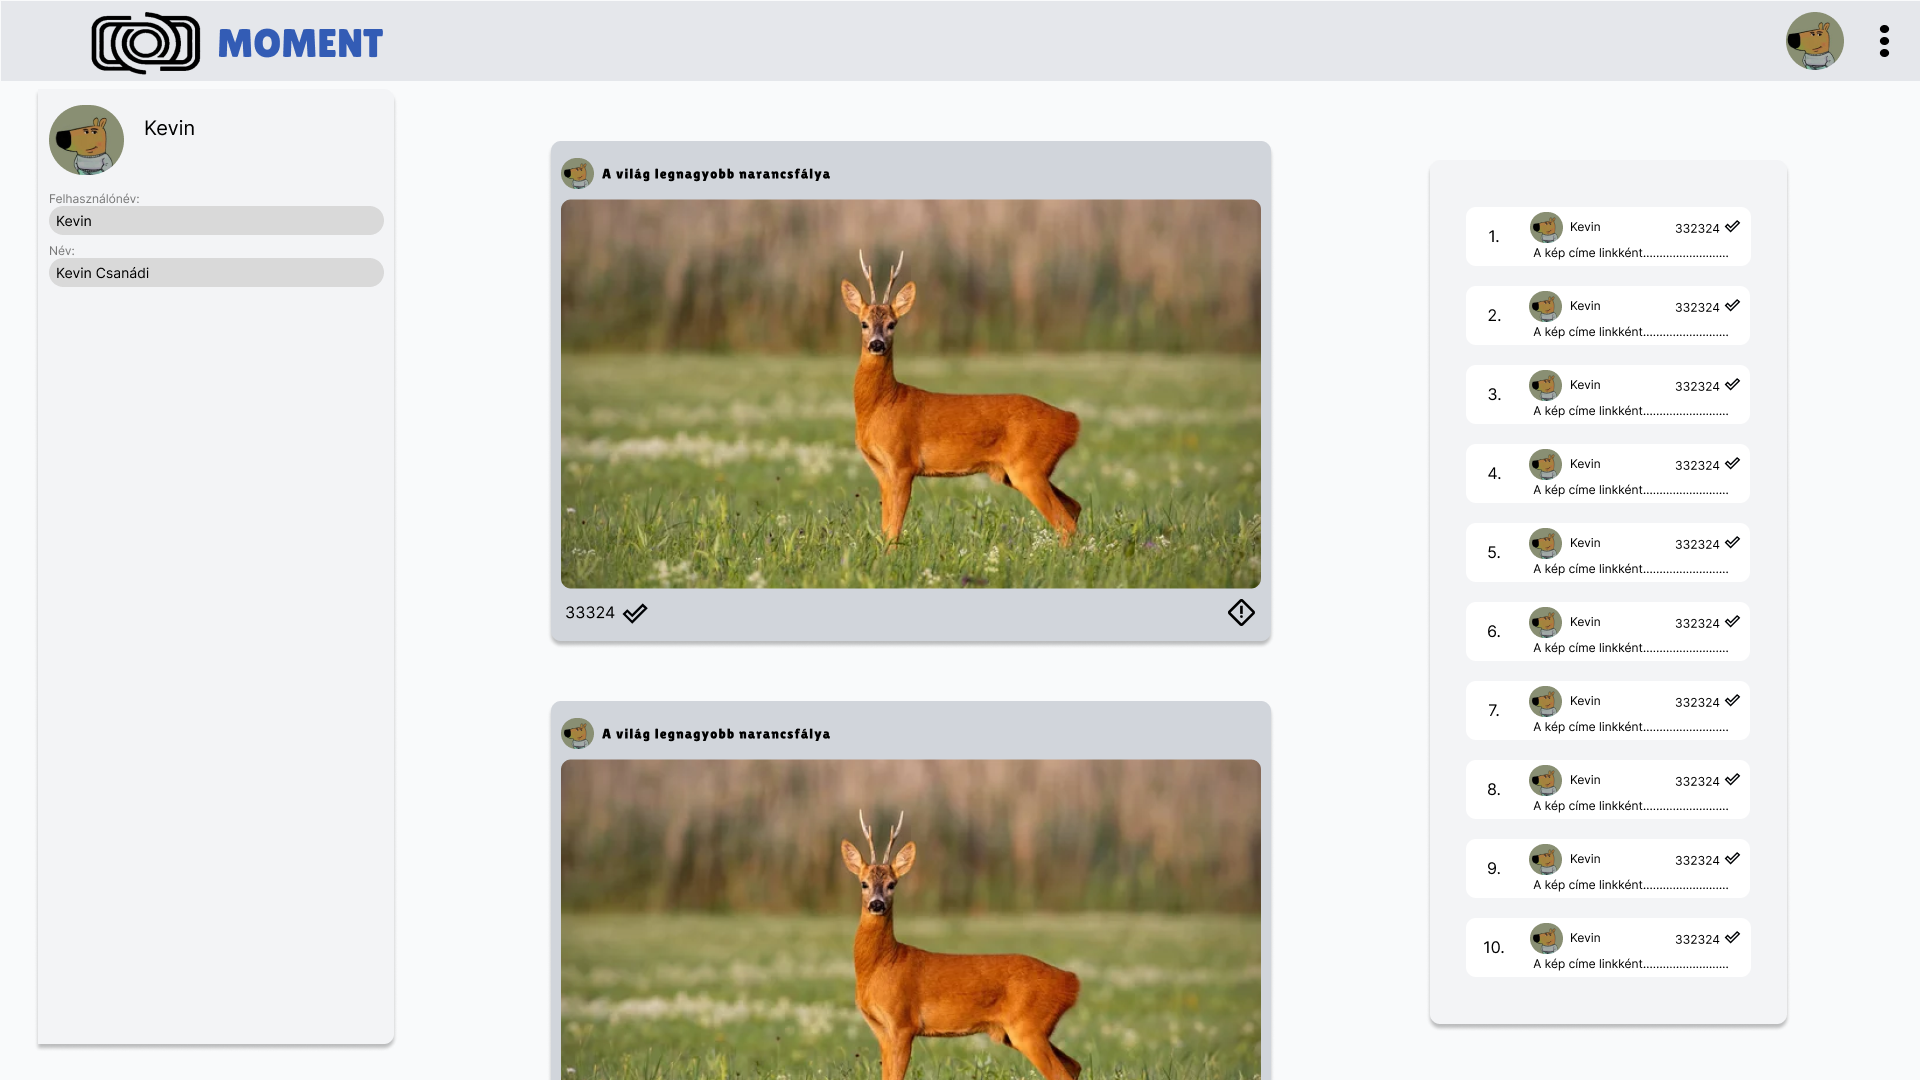 MOMENT
Kevin
Felhasználónév:
Kevin
Név:
Kevin Csanádi
A világ legnagyobb narancsfálya
33324
A világ legnagyobb narancsfálya
1. Kevin 332324
A kép címe linkként..........................
2. Kevin 332324
A kép címe linkként..........................
3. Kevin 332324
A kép címe linkként..........................
4. Kevin 332324
A kép címe linkként..........................
5. Kevin 332324
A kép címe linkként..........................
6. Kevin 332324
A kép címe linkként..........................
7. Kevin 332324
A kép címe linkként..........................
8. Kevin 332324
A kép címe linkként..........................
9. Kevin 332324
A kép címe linkként..........................
10. Kevin 332324
A kép címe linkként..........................